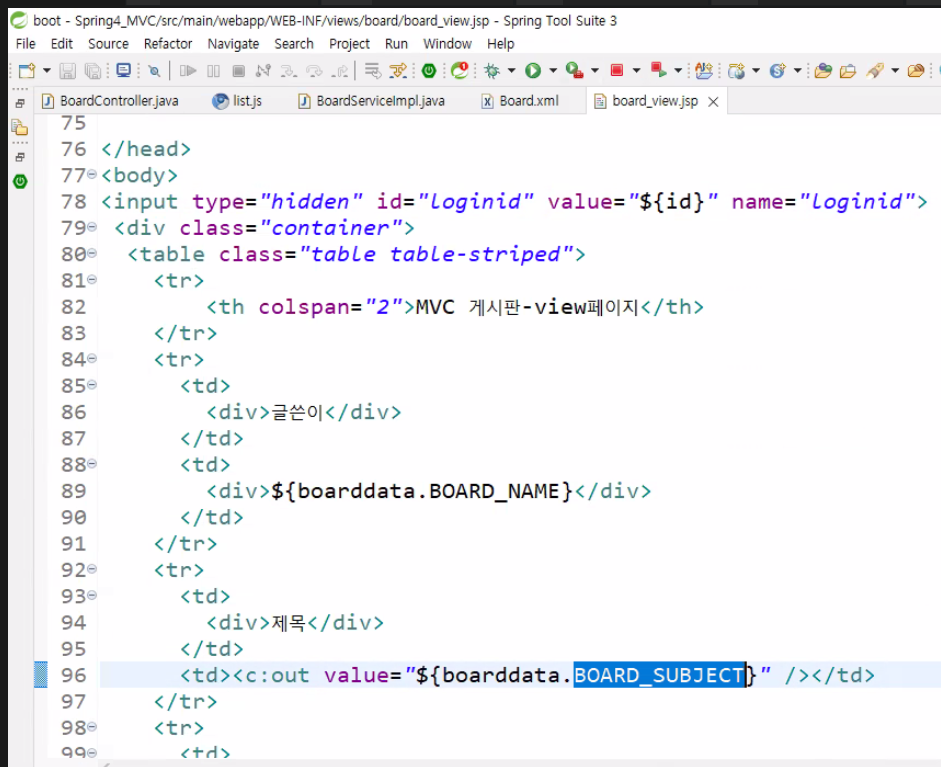 boot - Spring4_MVC/src/main/webapp/WEB-INF/views/board/board_view.jsp - Spring Tool Suite 3
File Edit Source Refactor Navigate Search Project Run Window Help
BoardController.java list.js BoardServiceImpl.java Board.xml board_view.jsp
75
76 </head>
77 <body>
78 <input type="hidden" id="loginid" value="${id}" name="loginid">
79 <div class="container">
80 <table class="table table-striped">
81 <tr>
82 <th colspan="2">MVC 게시판-view페이지</th>
83 </tr>
84 <tr>
85 <td>
86 <div>글쓴이</div>
87 </td>
88 <td>
89 <div>${boarddata.BOARD_NAME}</div>
90 </td>
91 </tr>
92 <tr>
93 <td>
94 <div>제목</div>
95 </td>
96 <td><c:out value="${boarddata.BOARD_SUBJECT}" /></td>
97 </tr>
98 <tr>
99 <td>